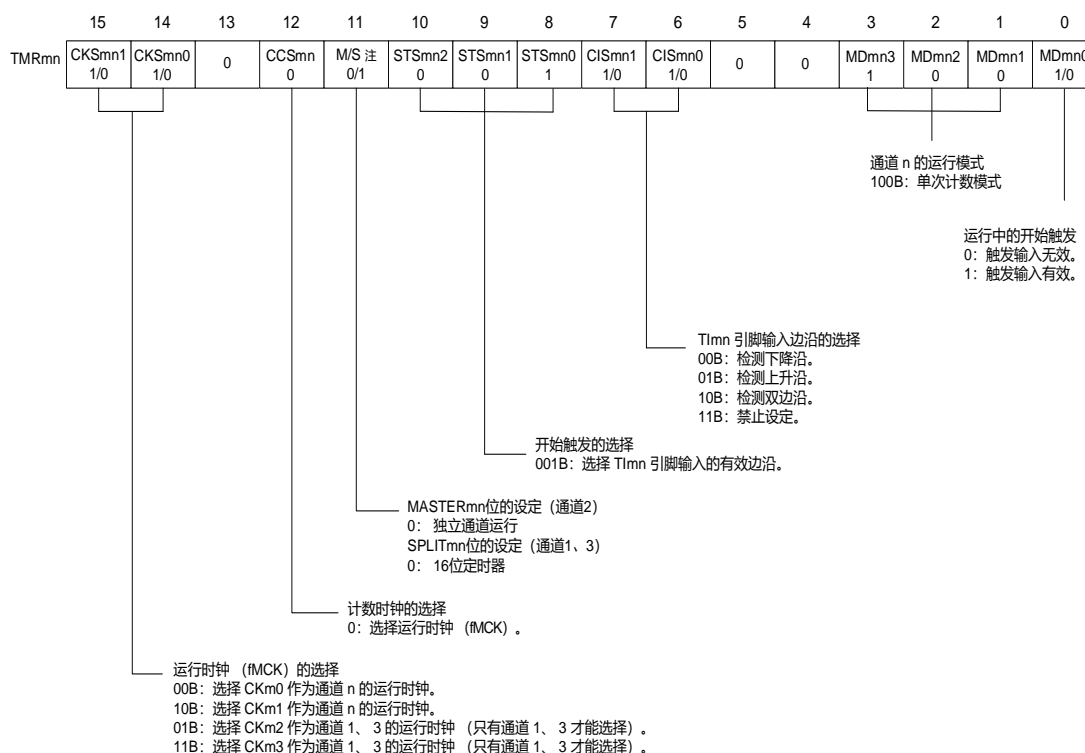 15 14 13 12 11 10 9 8 7 6 5 4 3 2 1 0
TMRmn CKSmn1 CKSmn0 0 CCSmn M/S 注 STSmn2 STSmn1 STSmn0 CISmn1 CISmn0 0 0 MDmn3 MDmn2 MDmn1 MDmn0
1/0 1/0 0 0/1 0 0 1 1/0 1/0 1 0 0 1/0
通道 n 的运行模式
100B：单次计数模式
运行中的开始触发
0：触发输入无效。
1：触发输入有效。
TImn 引脚输入边沿的选择
00B：检测下降沿。
01B：检测上升沿。
10B：检测双边沿。
11B：禁止设定。
开始触发的选择
001B：选择 TImn 引脚输入的有效边沿。
MASTERmn位的设定（通道2）
0： 独立通道运行
SPLITmn位的设定（通道1、3）
0： 16位定时器
计数时钟的选择
0：选择运行时钟 （fMCK）。
运行时钟 （fMCK）的选择
00B：选择 CKm0 作为通道 n 的运行时钟。
10B：选择 CKm1 作为通道 n 的运行时钟。
01B：选择 CKm2 作为通道 1、 3 的运行时钟 （只有通道 1、 3 才能选择）。
11B：选择 CKm3 作为通道 1、 3 的运行时钟 （只有通道 1、 3 才能选择）。